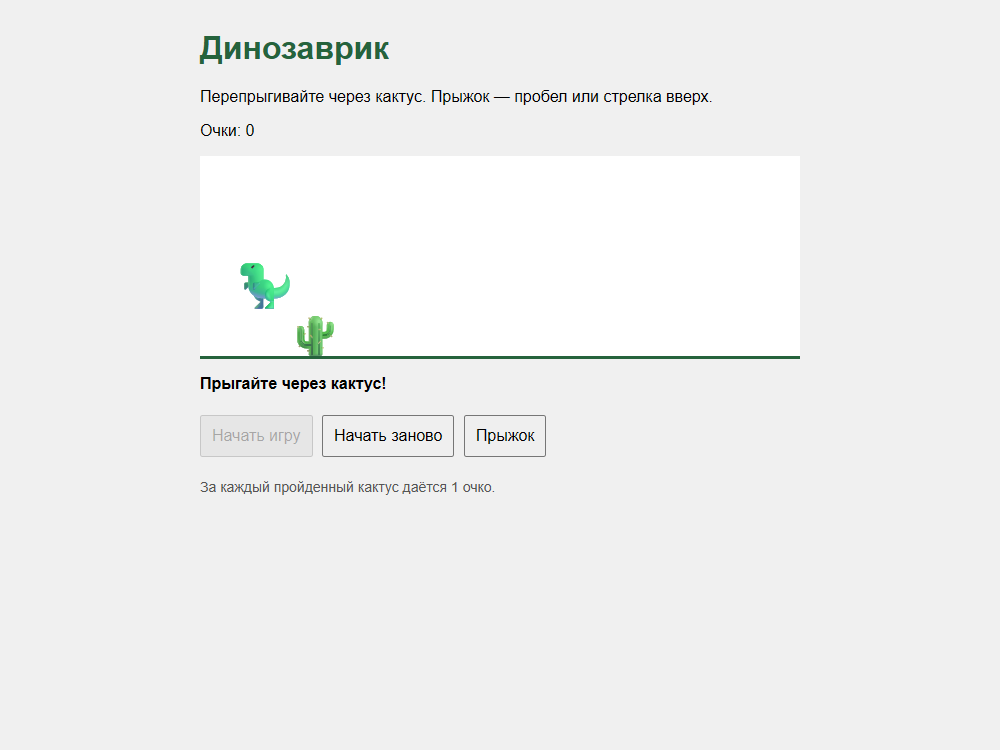 Динозаврик
Перепрыгивайте через кактус. Прыжок — пробел или стрелка вверх.
Очки: 0
Прыгайте через кактус!
Начать игру
Начать заново
Прыжок
За каждый пройденный кактус даётся 1 очко.